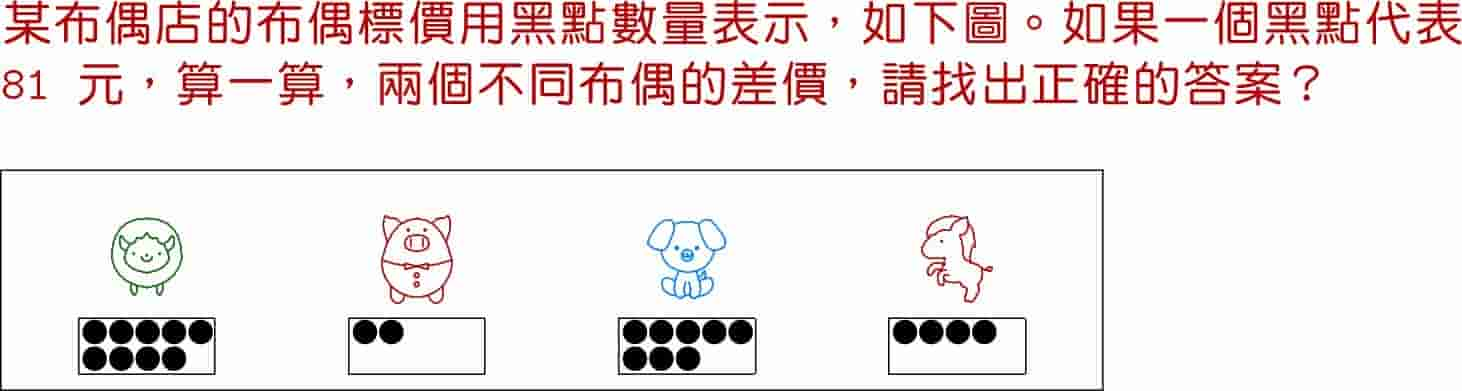 某布偶店的布偶標價用黑點數量表示，如下圖。如果一個黑點代表
81 元，算一算，兩個不同布偶的差價，請找出正確的答案？